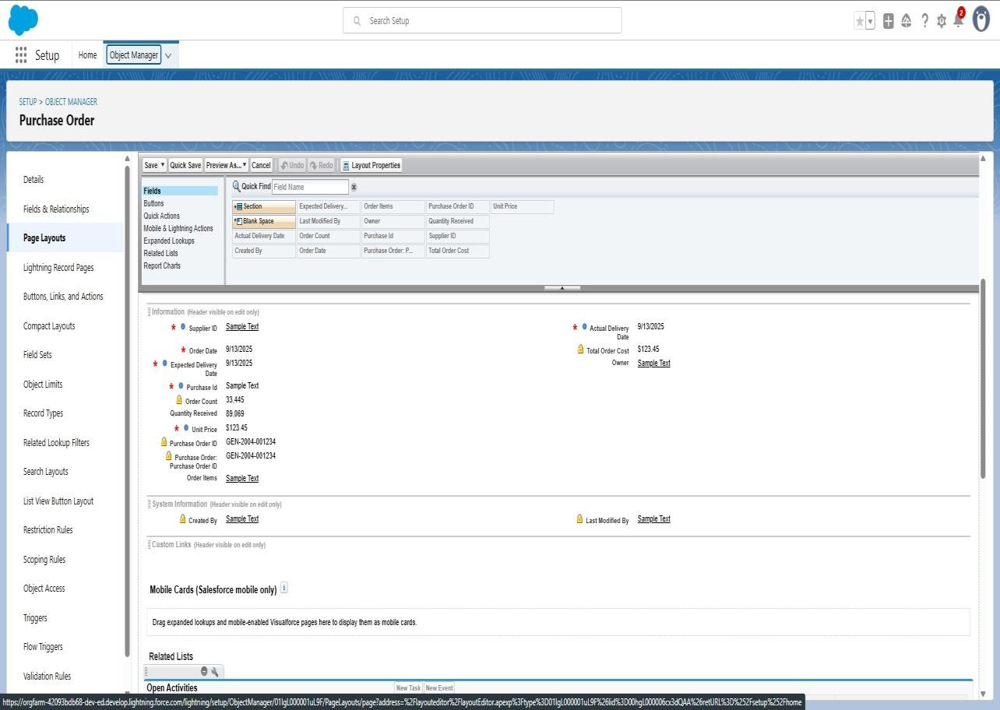 Search Setup
2
Setup
Home
Object Manager
SETUP > OBJECT MANAGER
Purchase Order
Details
Fields & Relationships
Page Layouts
Lightning Record Pages
Buttons, Links, and Actions
Compact Layouts
Field Sets
Object Limits
Record Types
Related Lookup Filters
Search Layouts
List View Button Layout
Restriction Rules
Scoping Rules
Object Access
Triggers
Flow Triggers
Validation Rules
Save
Quick Save
Preview As...
Cancel
Undo
Redo
Layout Properties
Fields
Buttons
Quick Actions
Mobile & Lightning Actions
Expanded Lookups
Related Lists
Report Charts
Quick Find Field Name
Section Expected Delivery... Order Items Purchase Order ID Unit Price
Blank Space Last Modified By Owner Quantity Received
Actual Delivery Date Order Count Purchase Id Supplier ID
Created By Order Date Purchase Order: P... Total Order Cost
Information (Header visible on edit only)
* Supplier ID Sample Text
* Order Date 9/13/2025
* Expected Delivery Date 9/13/2025
* Purchase Id Sample Text
Order Count 33,445
Quantity Received 89,069
* Unit Price $123.45
Purchase Order ID GEN-2004-001234
Purchase Order: Purchase Order ID GEN-2004-001234
Order Items Sample Text
* Actual Delivery Date 9/13/2025
Total Order Cost $123.45
Owner Sample Text
System Information (Header visible on edit only)
Created By Sample Text
Last Modified By Sample Text
Custom Links (Header visible on edit only)
Mobile Cards (Salesforce mobile only) i
Drag expanded lookups and mobile-enabled Visualforce pages here to display them as mobile cards.
Related Lists
Open Activities
New Task New Event
https://orgfarm-42093bdb68-dev-ed.develop.lightning.force.com/lightning/setup/ObjectManager/01IgL000001uL9F/PageLayouts/page?address=%2Flayouteditor%2FlayoutEditor.apexp%3Ftype%3D01IgL000001uL9F%26lid%3D00hgL000006cx3dQAA%26retURL%3D%252Fsetup%252Fhome